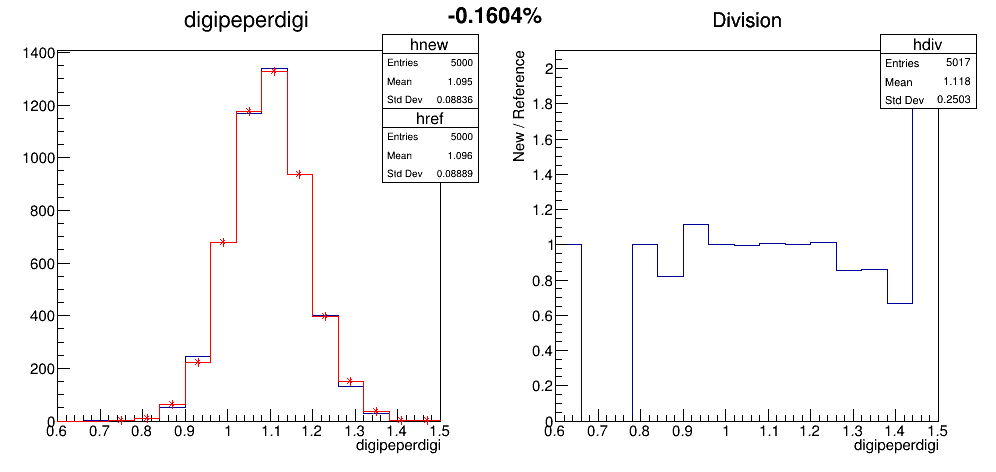 -0.1604%
digipeperdigi
hnew
Entries 5000
Mean 1.095
Std Dev 0.08836
href
Entries 5000
Mean 1.096
Std Dev 0.08889
1400
1200
1000
800
600
400
200
0
0.6 0.7 0.8 0.9 1 1.1 1.2 1.3 1.4 1.5
digipeperdigi
Division
hdiv
Entries 5017
Mean 1.118
Std Dev 0.2503
New / Reference
2
1.8
1.6
1.4
1.2
1
0.8
0.6
0.4
0.2
0
0.6 0.7 0.8 0.9 1 1.1 1.2 1.3 1.4 1.5
digipeperdigi